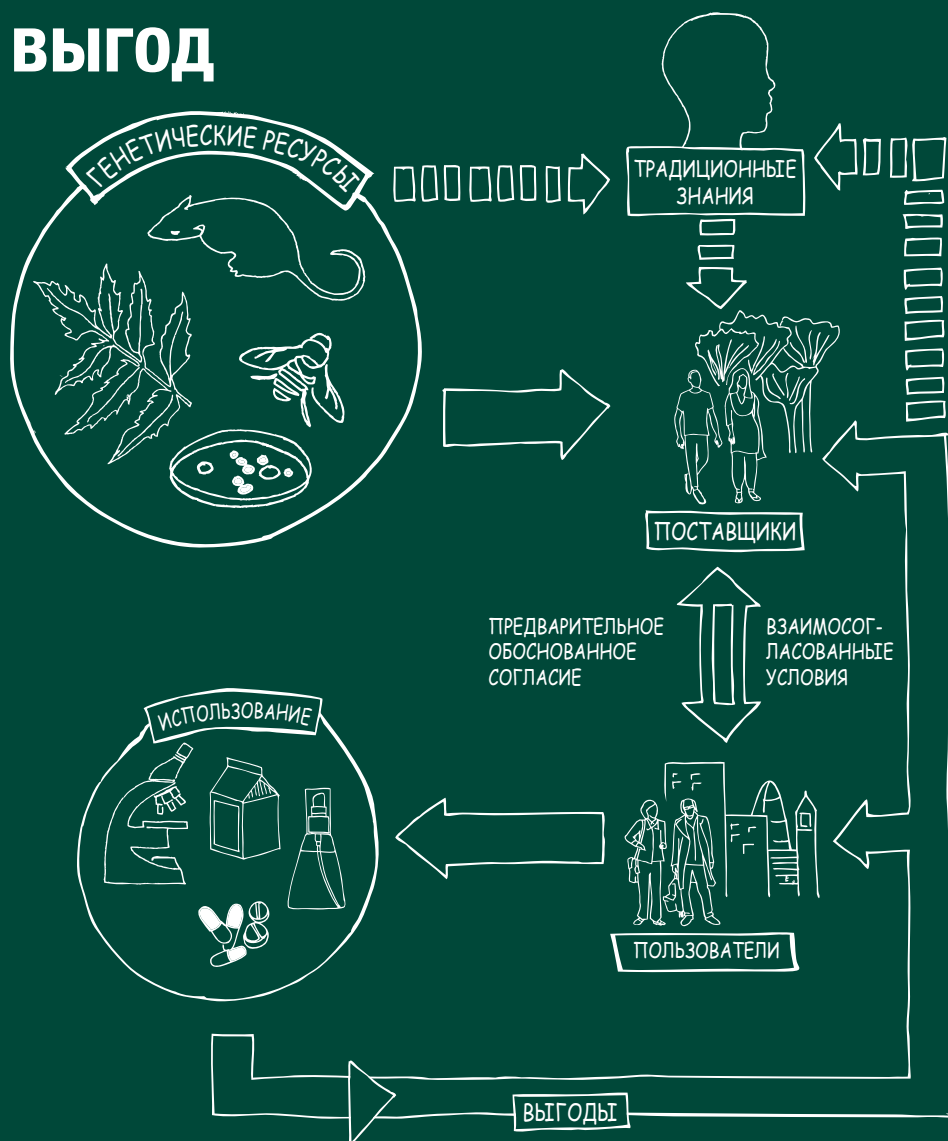 ВЫГОД
ГЕНЕТИЧЕСКИЕ РЕСУРСЫ
ТРАДИЦИОННЫЕ
ЗНАНИЯ
ПОСТАВЩИКИ
ПРЕДВАРИТЕЛЬНОЕ
ОБОСНОВАННОЕ
СОГЛАСИЕ
ВЗАИМОСОГ-
ЛАСОВАННЫЕ
УСЛОВИЯ
ИСПОЛЬЗОВАНИЕ
ПОЛЬЗОВАТЕЛИ
ВЫГОДЫ